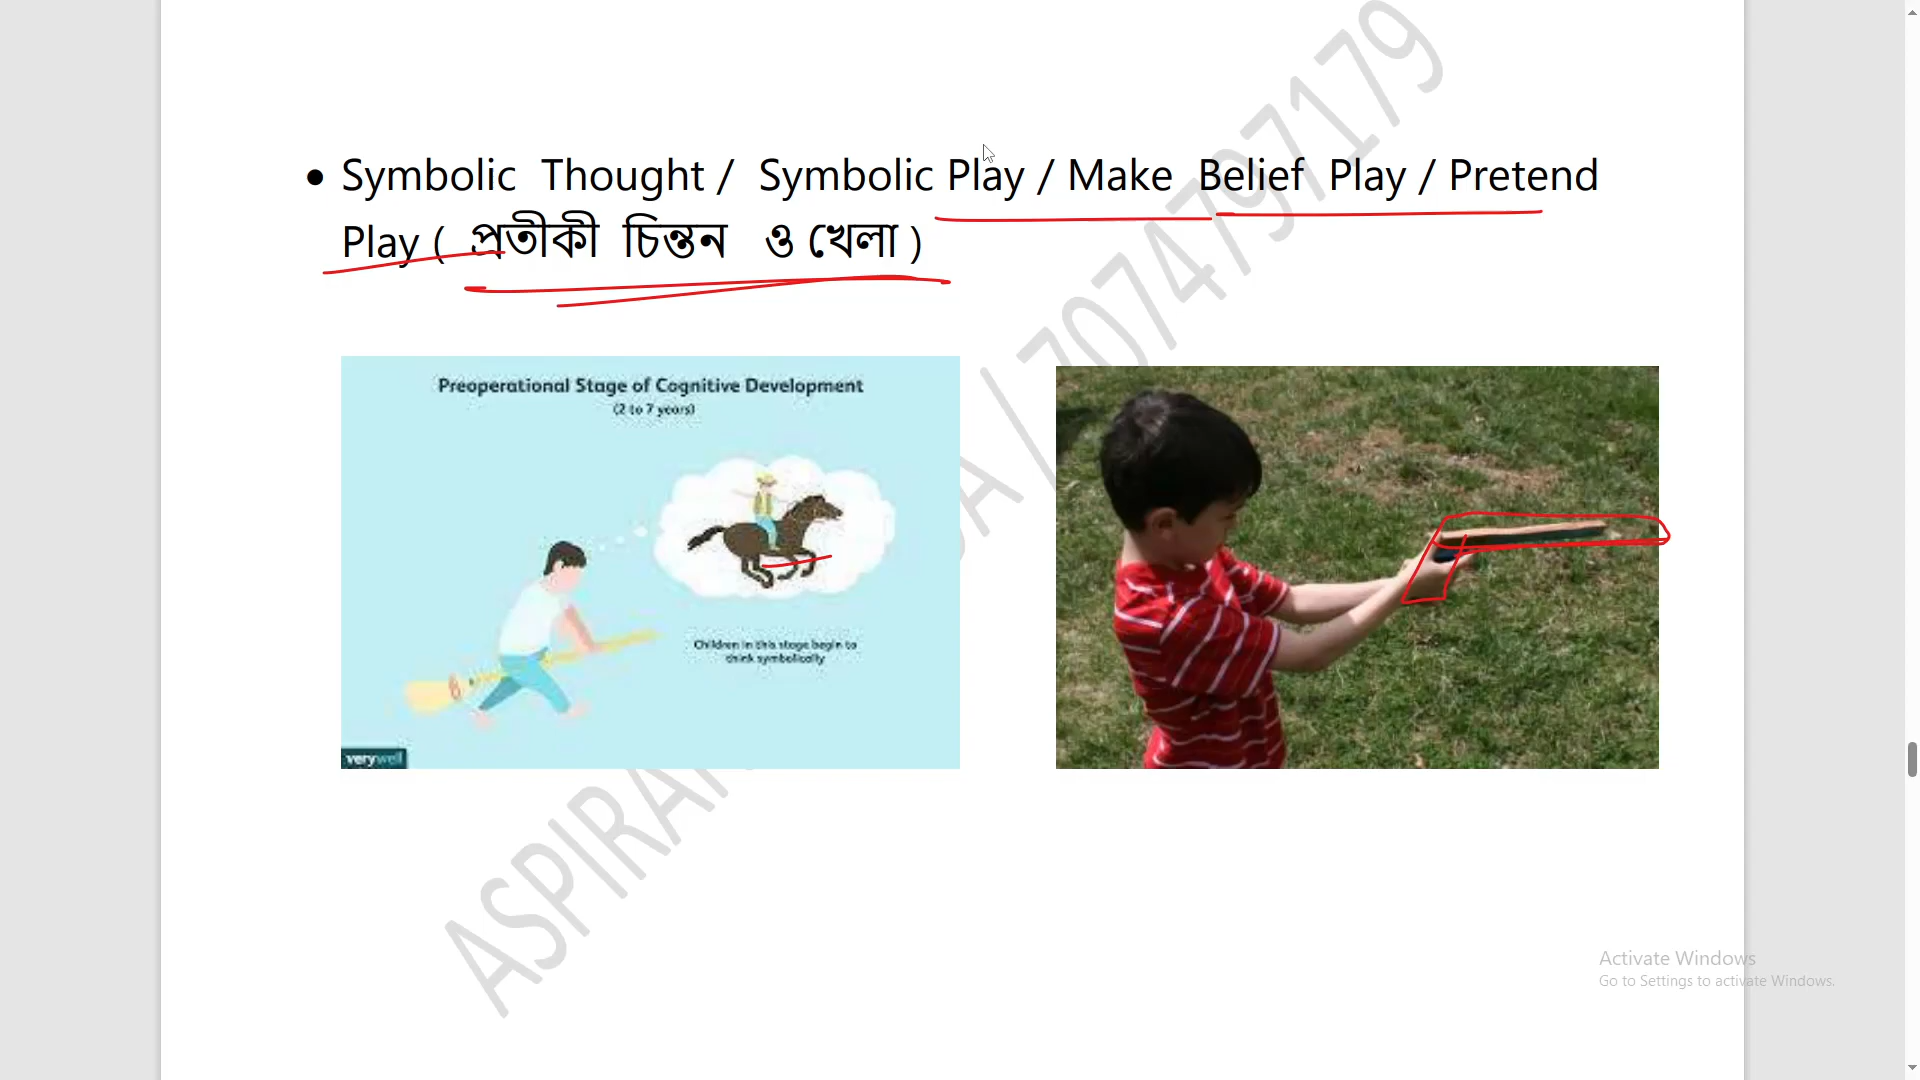 • Symbolic Thought / Symbolic Play / Make Belief Play / Pretend
Play ( প্রতীকী চিন্তন ও খেলা )
Preoperational Stage of Cognitive Development
(2 to 7 years)
Children in this stage begin to
think symbolically
verywell
/ 7074797179
Activate Windows
Go to Settings to activate Windows.